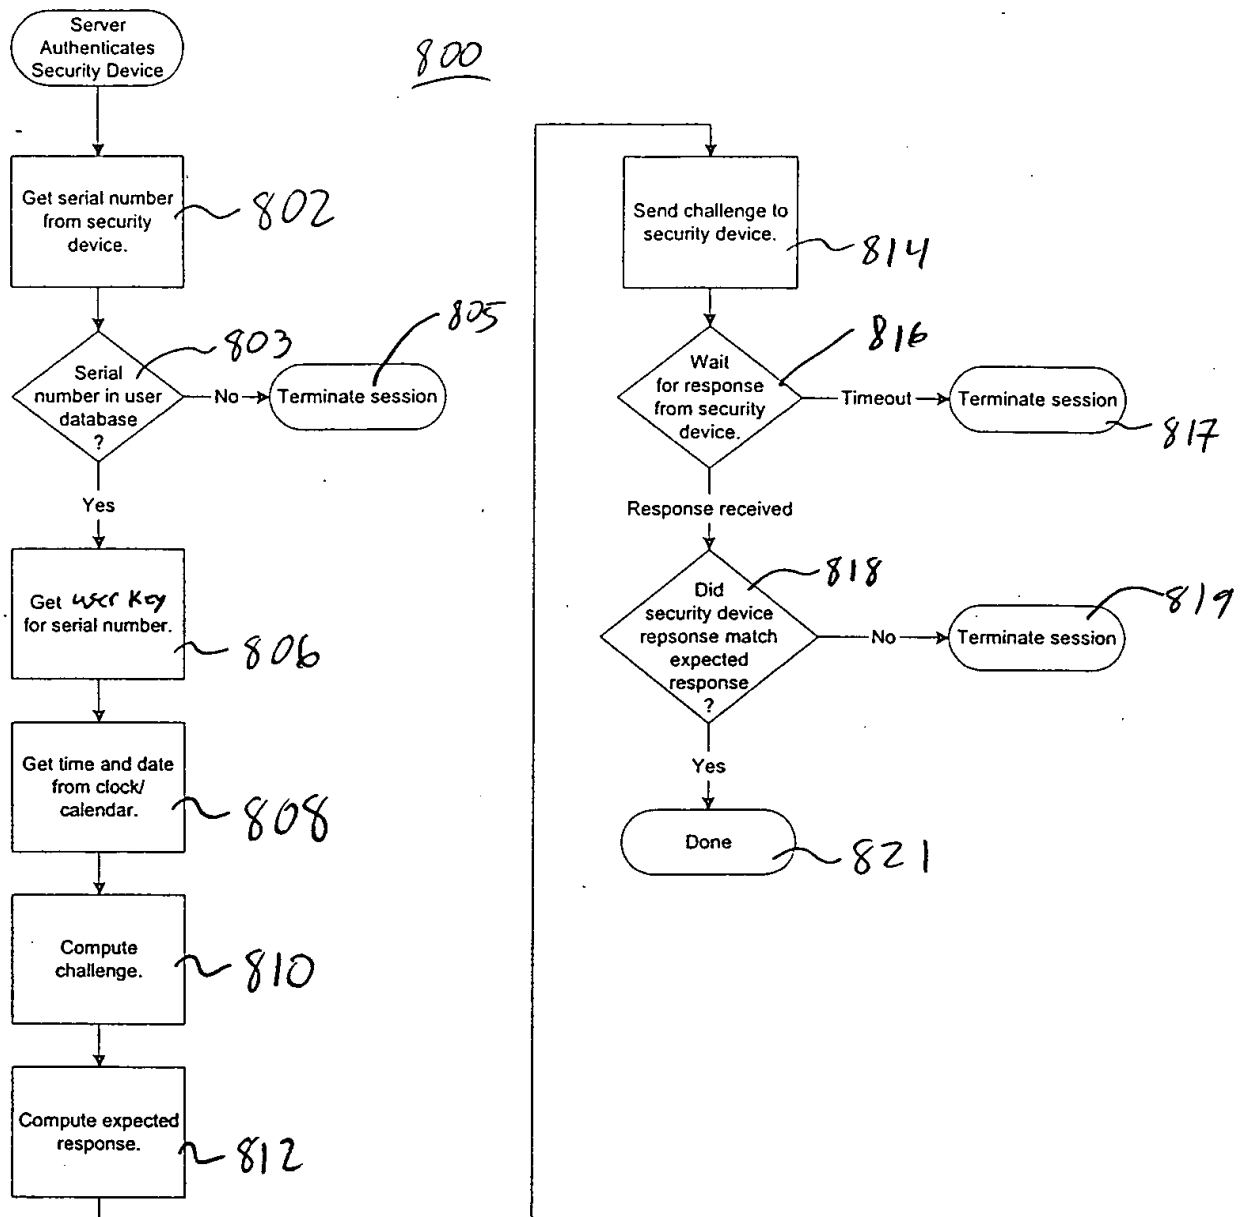 Server
Authenticates
Security Device
800
Get serial number
from security
device.
802
Serial
number in user
database
?
803
No
Terminate session
805
Yes
Get user key
for serial number.
806
Get time and date
from clock/
calendar.
808
Compute
challenge.
810
Compute expected
response.
812
Send challenge to
security device.
814
Wait
for response
from security
device.
816
Timeout
Terminate session
817
Response received
Did
security device
repsonse match
expected
response
?
818
No
Terminate session
819
Yes
Done
821